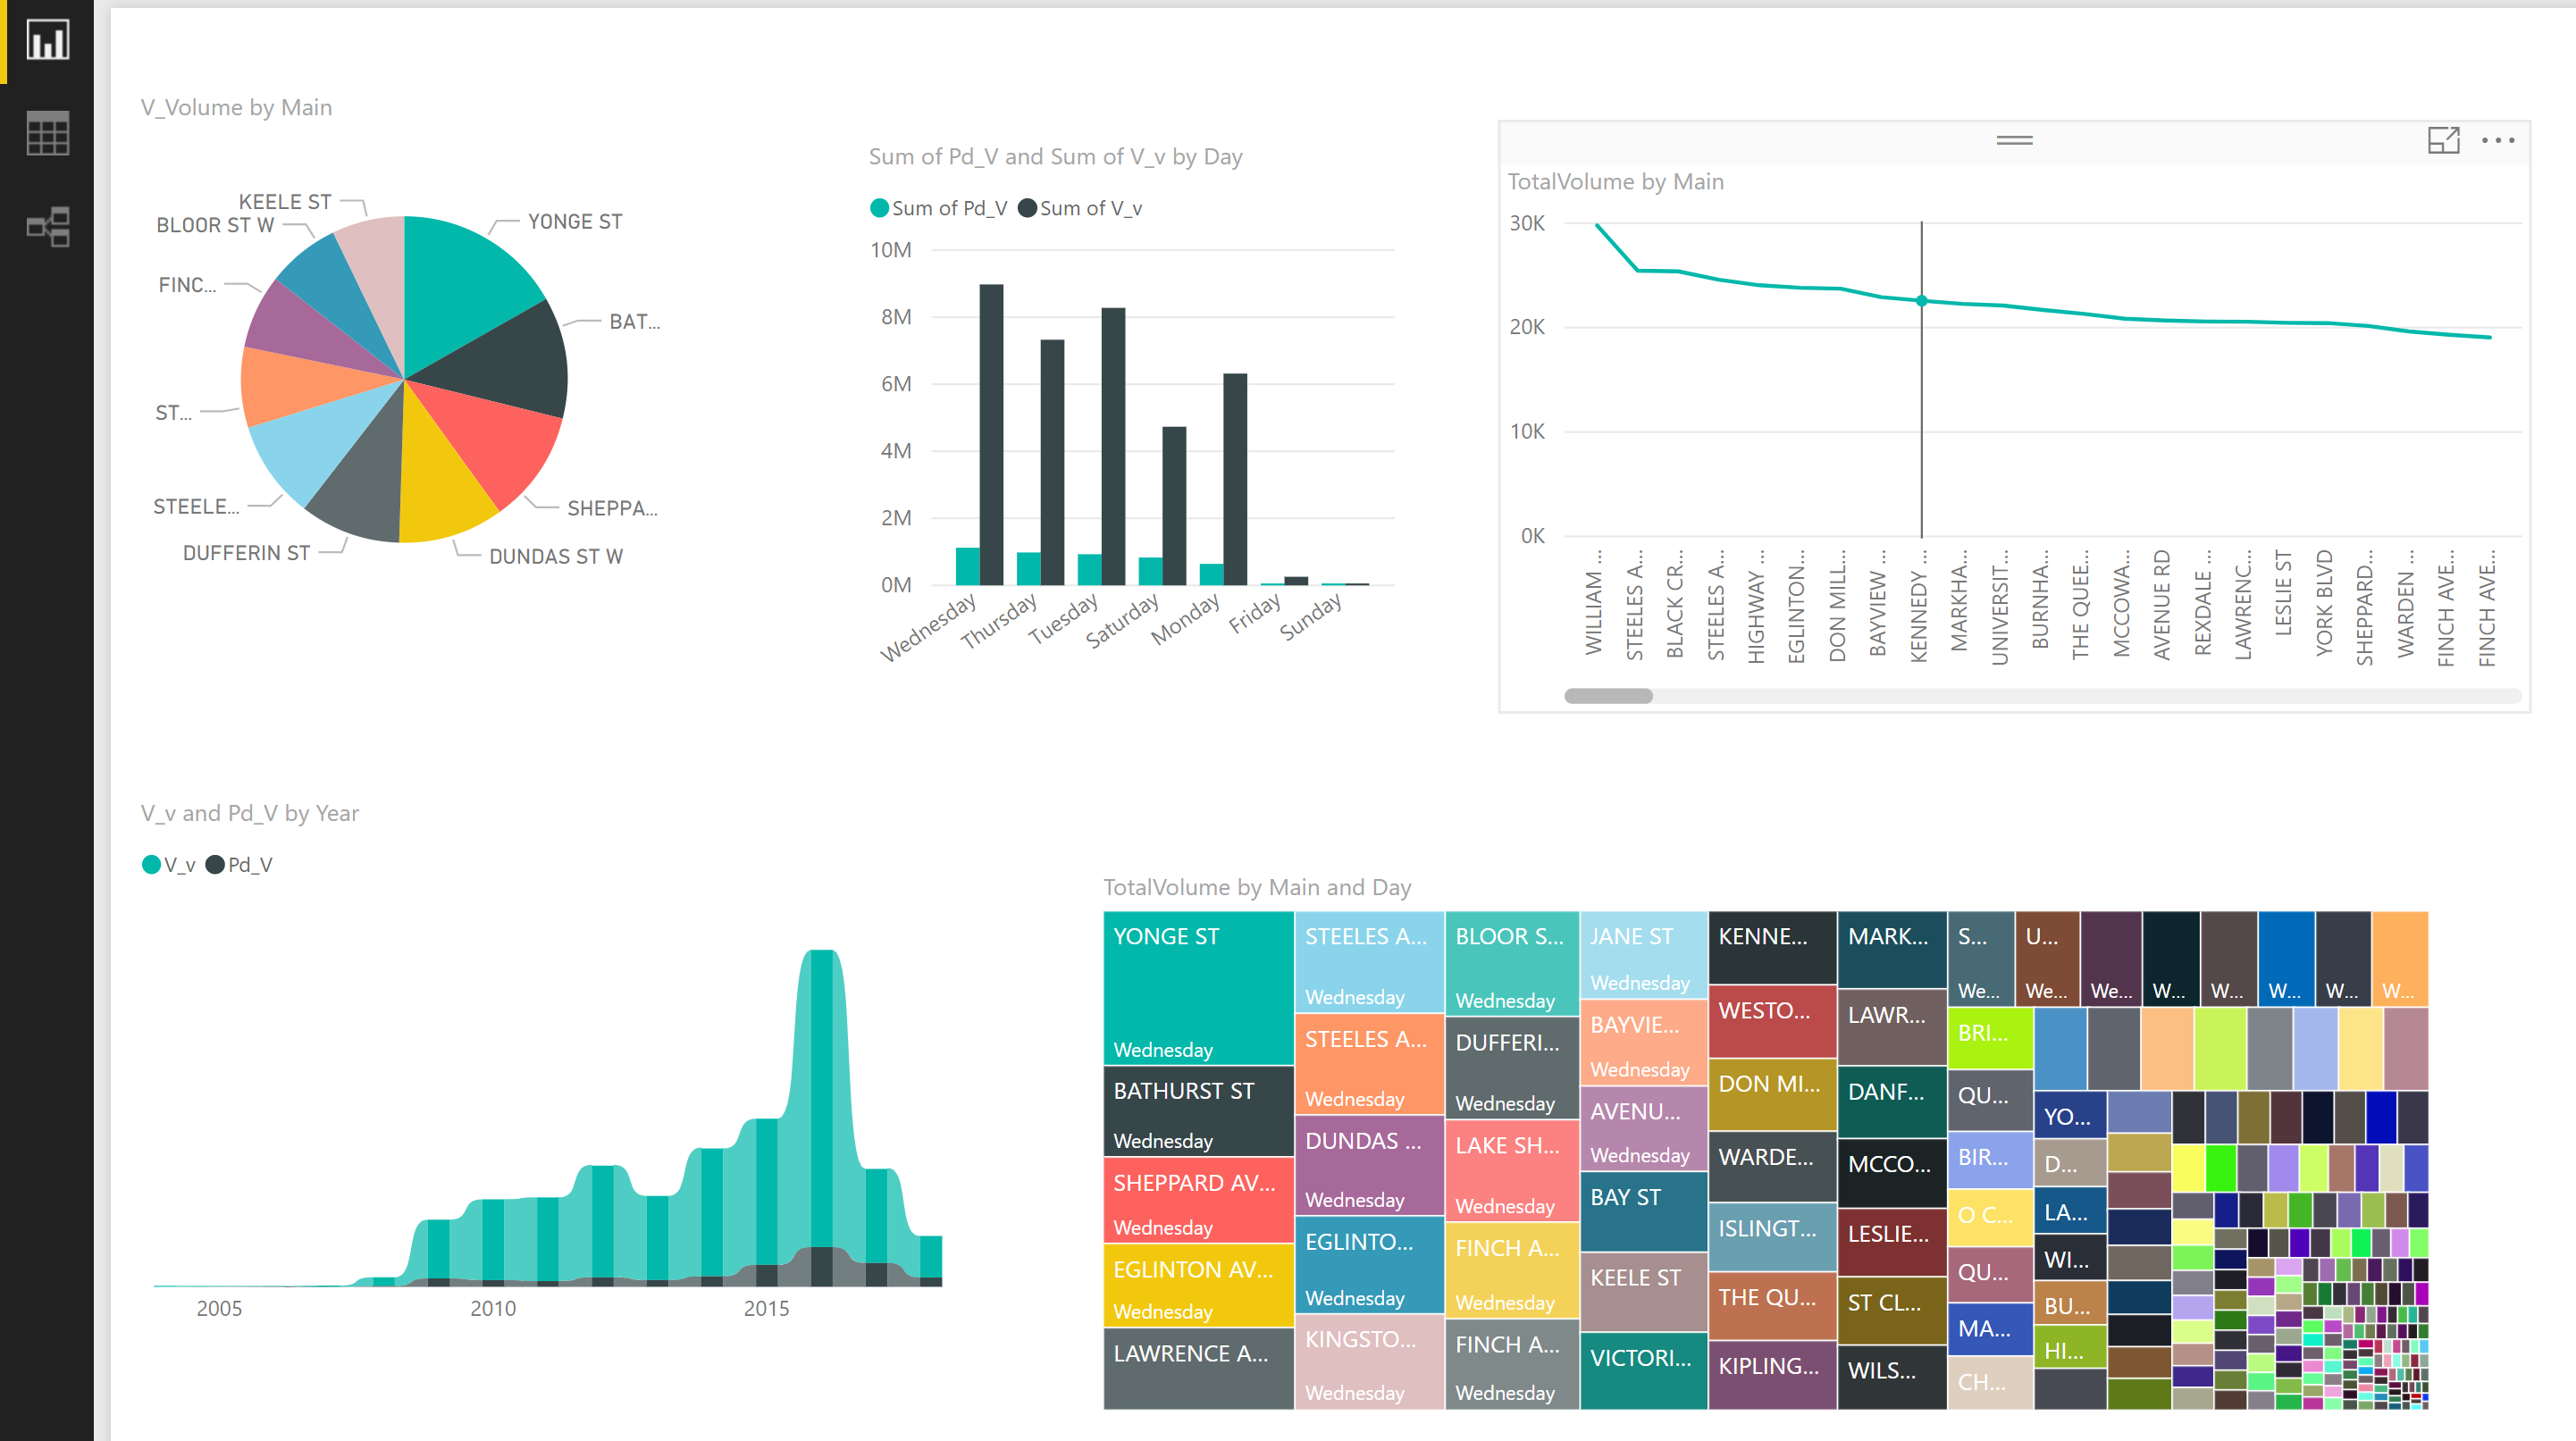 V_Volume by Main
KEELE ST
BLOOR ST W
YONGE ST
FINC...
BAT...
ST...
STEELE...
SHEPPA...
DUFFERIN ST
DUNDAS ST W
Sum of Pd_V and Sum of V_v by Day
Sum of Pd_V Sum of V_v
10M
8M
6M
4M
2M
0M
Wednesday
Thursday
Tuesday
Saturday
Monday
Friday
Sunday
TotalVolume by Main
30K
20K
10K
0K
WILLIAM ...
STEELES A...
BLACK CR...
STEELES A...
HIGHWAY ...
EGLINTON...
DON MILL...
BAYVIEW ...
KENNEDY ...
MARKHA...
UNIVERSIT...
BURNHA...
THE QUEE...
MCCOWA...
AVENUE RD
REXDALE ...
LAWRENC...
LESLIE ST
YORK BLVD
SHEPPARD...
WARDEN ...
FINCH AVE...
FINCH AVE...
V_v and Pd_V by Year
V_v Pd_V
2005 2010 2015
TotalVolume by Main and Day
YONGE ST
Wednesday
BATHURST ST
Wednesday
SHEPPARD AV...
Wednesday
EGLINTON AV...
Wednesday
LAWRENCE A...
STEELES A...
Wednesday
STEELES A...
Wednesday
DUNDAS ...
Wednesday
EGLINTO...
Wednesday
KINGSTO...
Wednesday
BLOOR S...
Wednesday
DUFFERI...
Wednesday
LAKE SH...
Wednesday
FINCH A...
Wednesday
FINCH A...
Wednesday
JANE ST
Wednesday
BAYVIE...
Wednesday
AVENU...
Wednesday
BAY ST
KEELE ST
VICTORI...
KENNE...
WESTO...
DON MI...
WARDE...
ISLINGT...
THE QU...
KIPLING...
MARK...
LAWR...
DANF...
MCCO...
LESLIE...
ST CL...
WILS...
S...
We...
U...
We...
We...
W...
W...
W...
W...
W...
BRI...
QU...
BIR...
O C...
QU...
MA...
CH...
YO...
D...
LA...
WI...
BU...
HI...